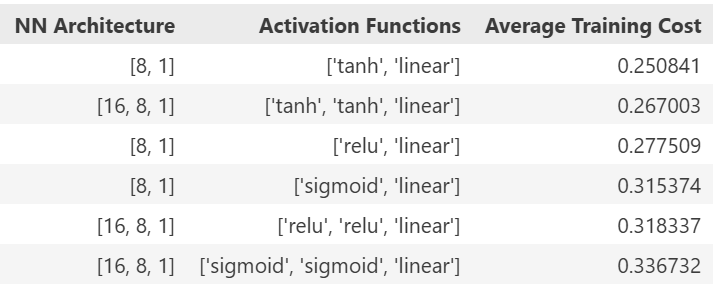 NN Architecture Activation Functions Average Training Cost
[8, 1] ['tanh', 'linear'] 0.250841
[16, 8, 1] ['tanh', 'tanh', 'linear'] 0.267003
[8, 1] ['relu', 'linear'] 0.277509
[8, 1] ['sigmoid', 'linear'] 0.315374
[16, 8, 1] ['relu', 'relu', 'linear'] 0.318337
[16, 8, 1] ['sigmoid', 'sigmoid', 'linear'] 0.336732